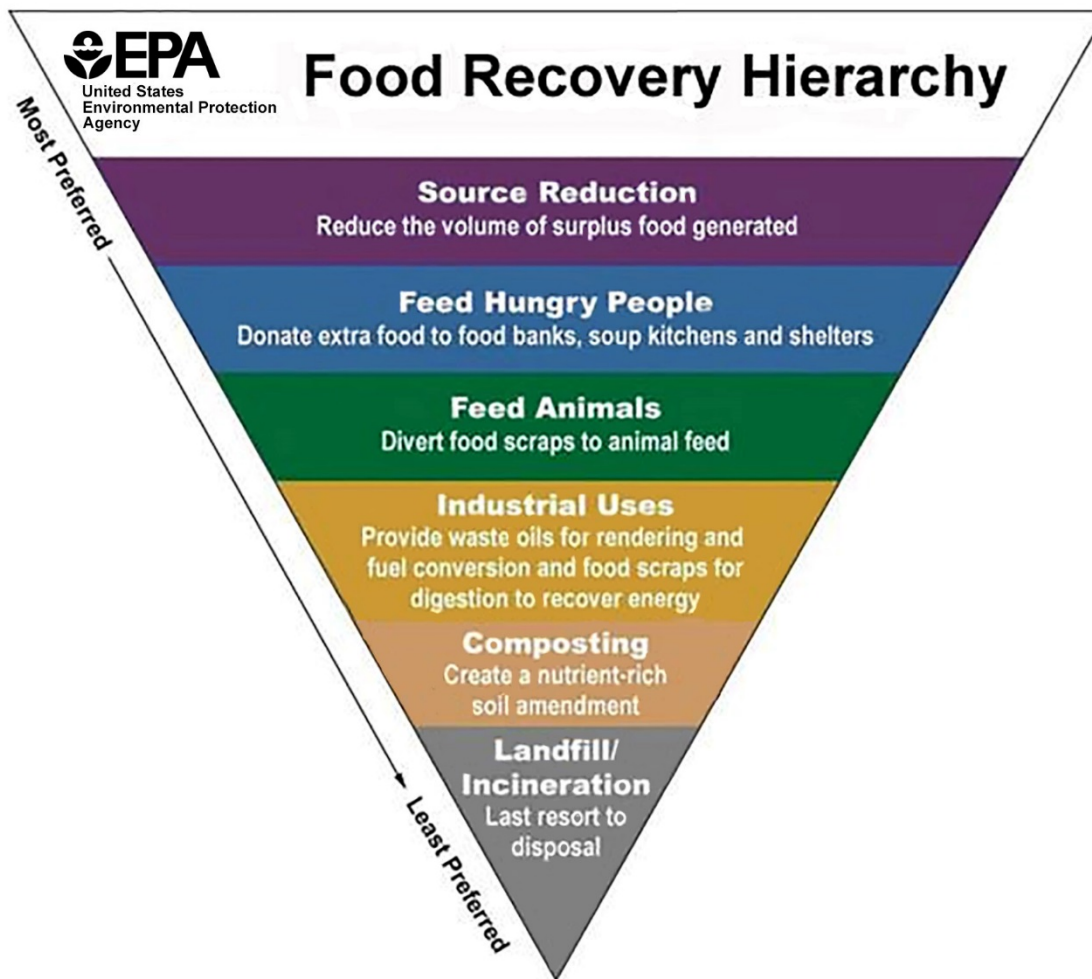 EPA
United States
Environmental Protection
Agency
Food Recovery Hierarchy
Most Preferred
Source Reduction
Reduce the volume of surplus food generated
Feed Hungry People
Donate extra food to food banks, soup kitchens and shelters
Feed Animals
Divert food scraps to animal feed
Industrial Uses
Provide waste oils for rendering and
fuel conversion and food scraps for
digestion to recover energy
Composting
Create a nutrient-rich
soil amendment
Landfill/
Incineration
Last resort to
disposal
Least Preferred